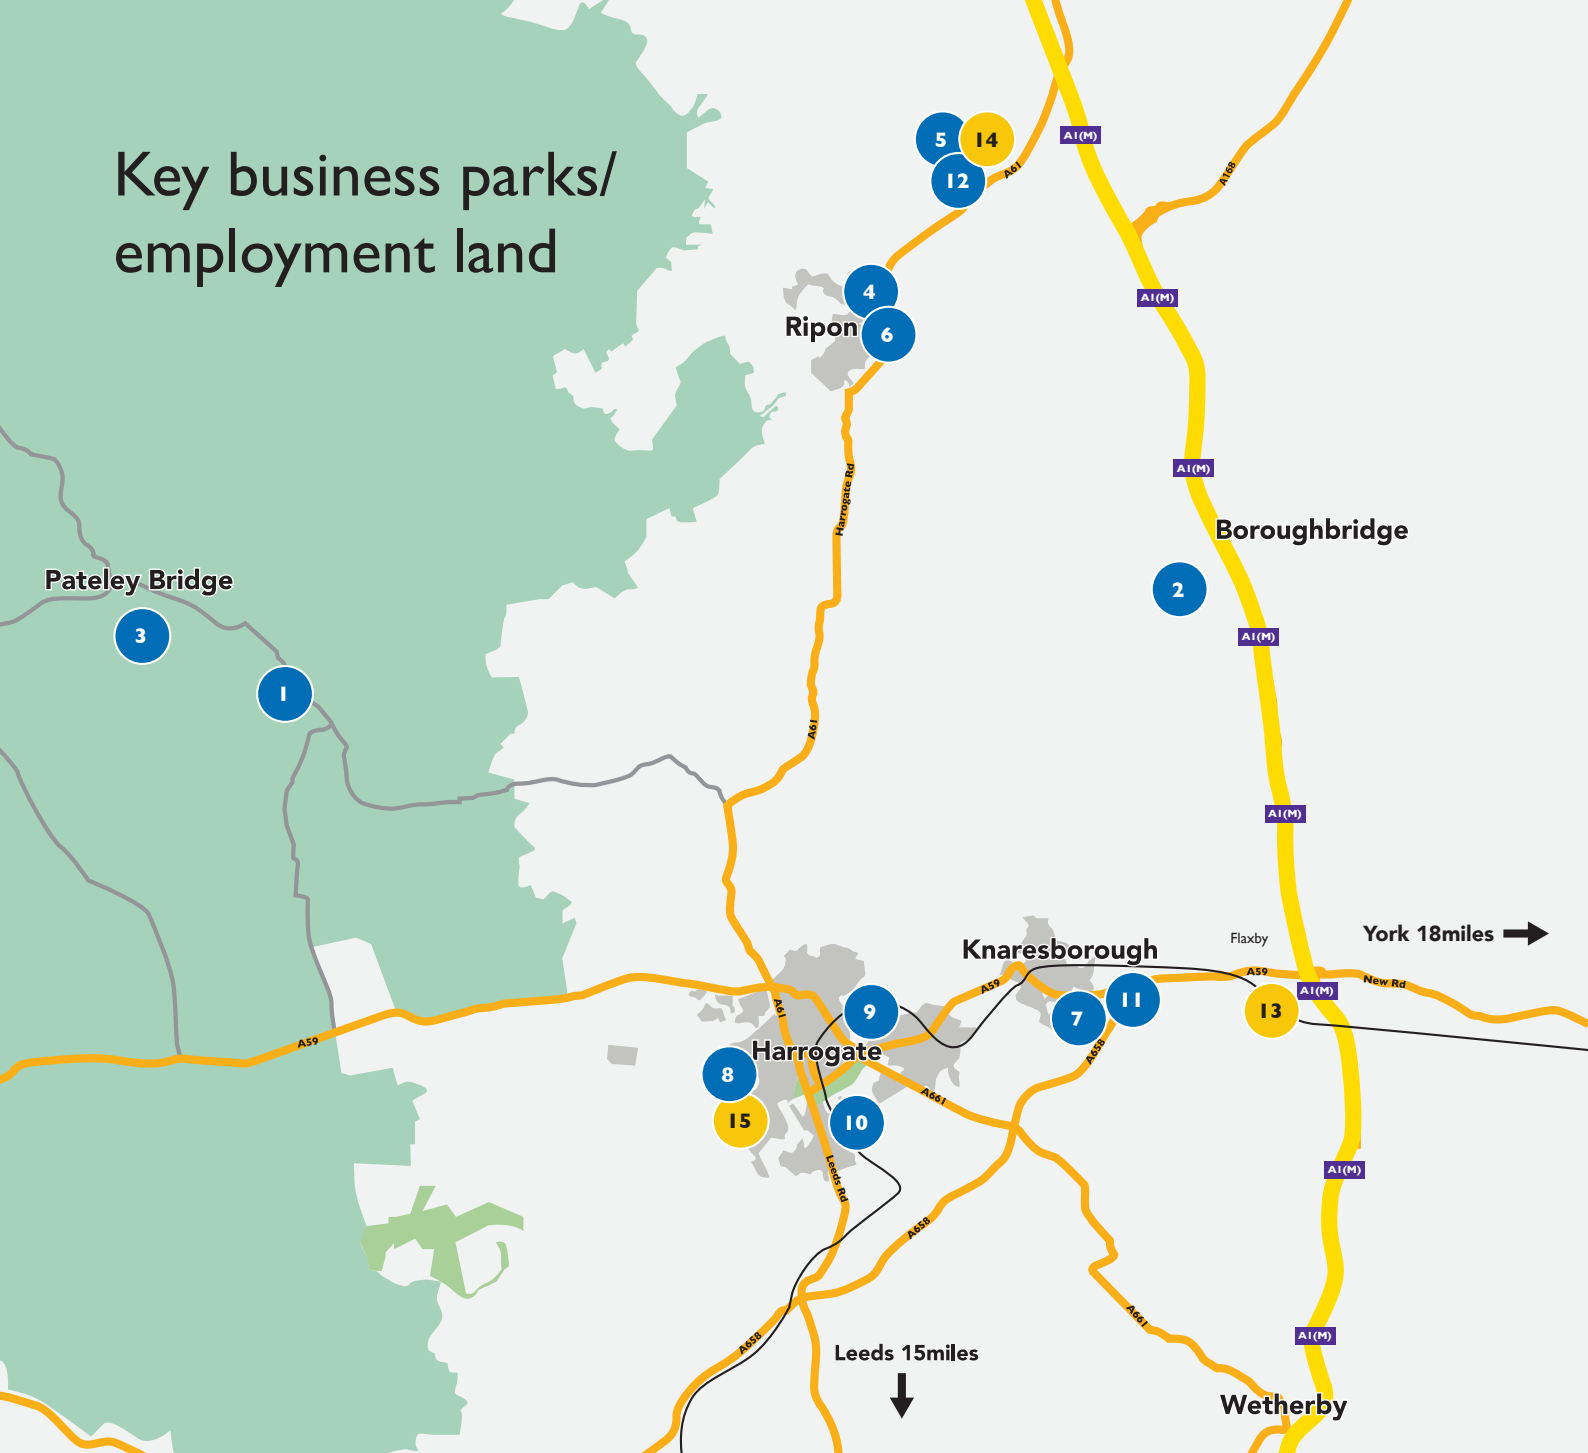 Key business parks/
employment land
A1(M)
5
14
12
A61
A168
4
A1(M)
Ripon
6
Harrogate Rd
A1(M)
Boroughbridge
Pateley Bridge
2
3
A1(M)
1
A61
A1(M)
Knaresborough
Flaxby
York 18miles
A59
A59
New Rd
A1(M)
11
A61
9
7
13
A59
Harrogate
A658
8
A661
15
10
Leeds Rd
A1(M)
A658
A661
A1(M)
A658
Leeds 15miles
Wetherby